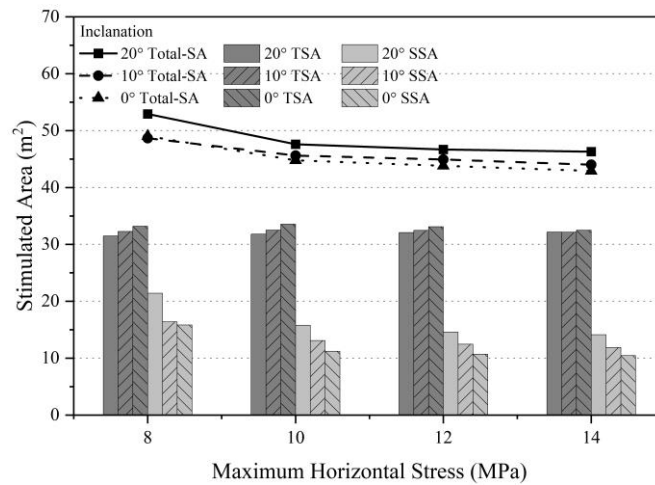 70
60
50
40
30
20
10
0
Stimulated Area (m²)
Inclanation
20° Total-SA 20° TSA 20° SSA
10° Total-SA 10° TSA 10° SSA
0° Total-SA 0° TSA 0° SSA
8 10 12 14
Maximum Horizontal Stress (MPa)